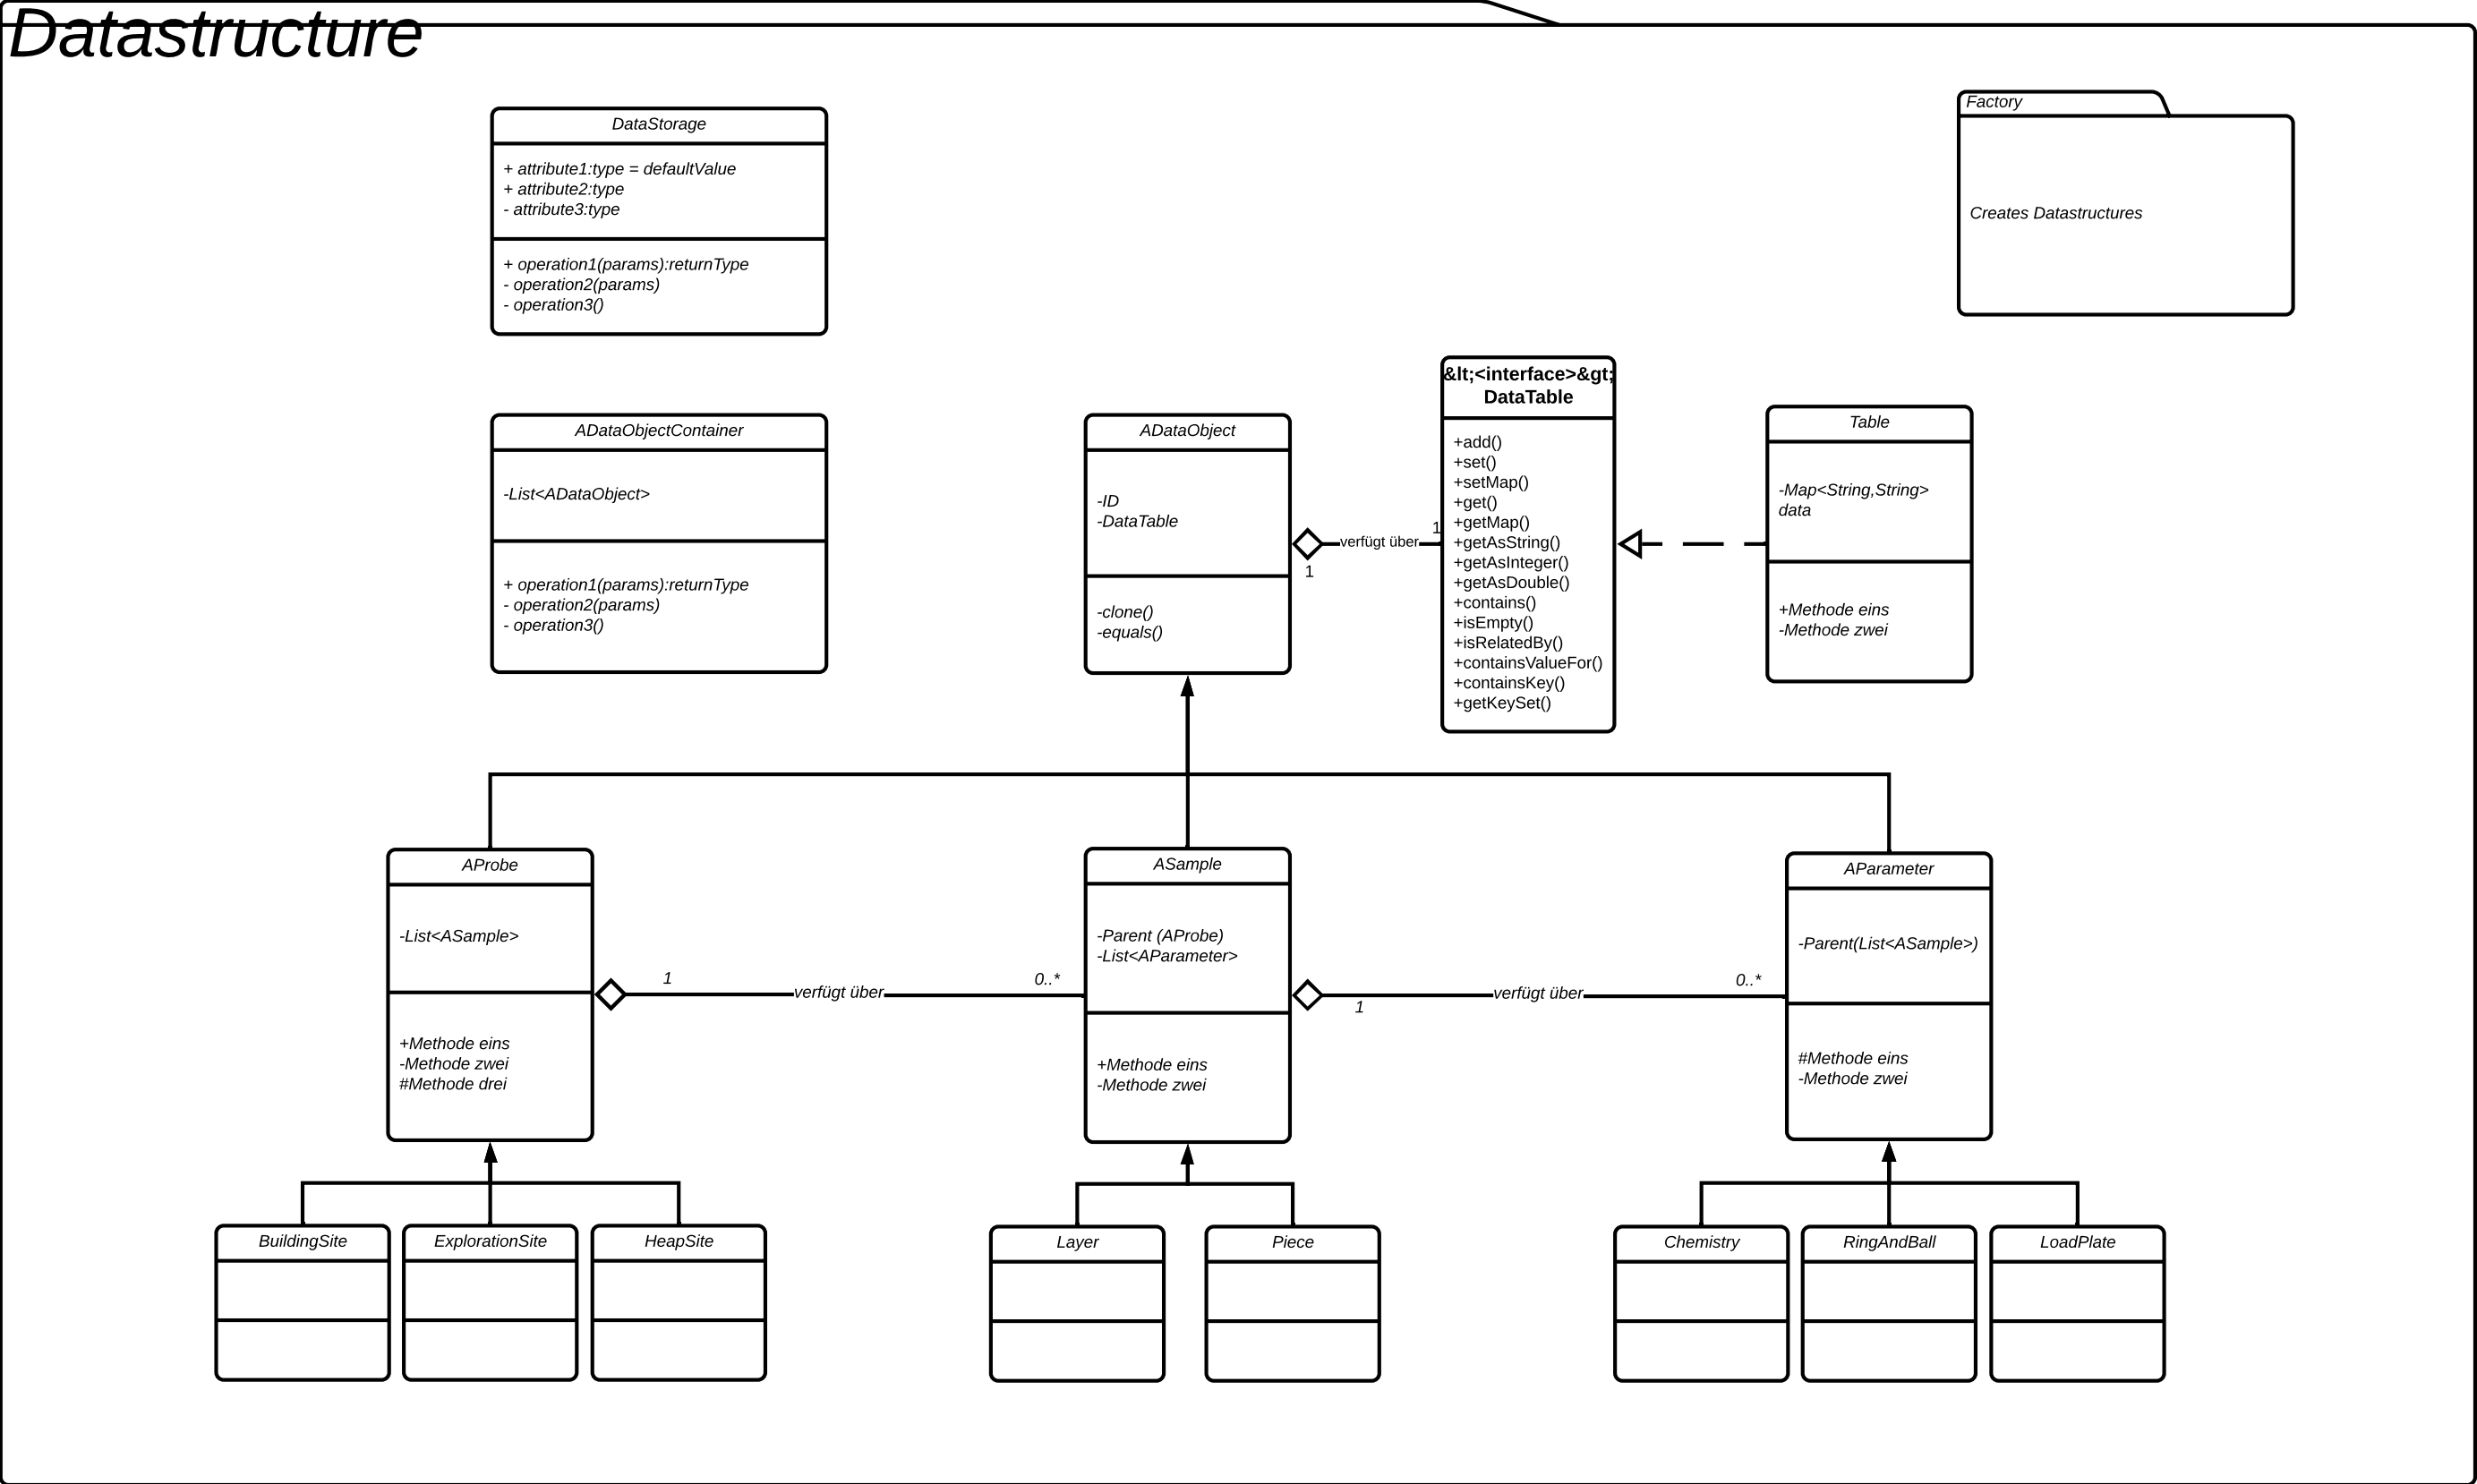 Datastructure
DataStorage
+ attribute1:type = defaultValue
+ attribute2:type
- attribute3:type
+ operation1(params):returnType
- operation2(params)
- operation3()
Factory
Creates Datastructures
ADataObjectContainer
-List<ADataObject>
+ operation1(params):returnType
- operation2(params)
- operation3()
ADataObject
-ID
-DataTable
-clone()
-equals()
1
verfügt über
1
&lt;<interface>&gt;
DataTable
+add()
+set()
+setMap()
+get()
+getMap()
+getAsString()
+getAsInteger()
+getAsDouble()
+contains()
+isEmpty()
+isRelatedBy()
+containsValueFor()
+containsKey()
+getKeySet()
Table
-Map<String,String>
data
+Methode eins
-Methode zwei
AProbe
-List<ASample>
+Methode eins
-Methode zwei
#Methode drei
1
verfügt über
0..*
ASample
-Parent (AProbe)
-List<AParameter>
+Methode eins
-Methode zwei
1
verfügt über
0..*
AParameter
-Parent(List<ASample>)
#Methode eins
-Methode zwei
BuildingSite
ExplorationSite
HeapSite
Layer
Piece
Chemistry
RingAndBall
LoadPlate